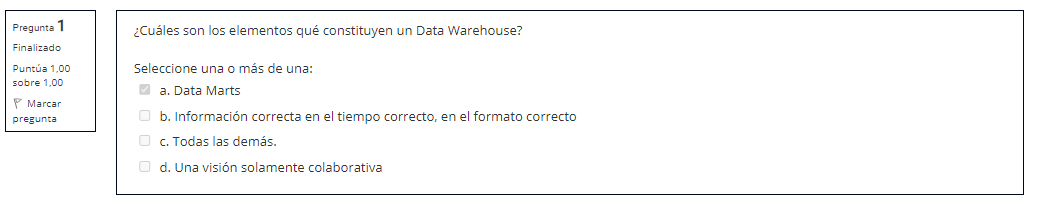 Pregunta 1
Finalizado
Puntúa 1,00
sobre 1,00
Marcar
pregunta
¿Cuáles son los elementos qué constituyen un Data Warehouse?
Seleccione una o más de una:
a. Data Marts
b. Información correcta en el tiempo correcto, en el formato correcto
c. Todas las demás.
d. Una visión solamente colaborativa